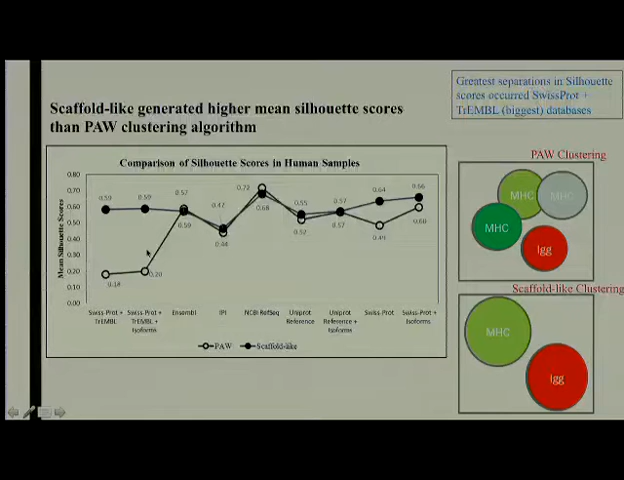 Greatest separations in Silhouette
scores occurred SwissProt +
TrEMBL (biggest) databases
Scaffold-like generated higher mean silhouette scores
than PAW clustering algorithm
Comparison of Silhouette Scores in Human Samples
Mean Silhouette Scores
0.80
0.70
0.60
0.50
0.40
0.30
0.20
0.10
0.00
0.59
0.59
0.57
0.47
0.72
0.55
0.57
0.64
0.66
0.18
0.20
0.59
0.44
0.68
0.52
0.57
0.49
0.60
Swiss-Prot +
TrEMBL
Swiss-Prot +
TrEMBL +
Isoforms
Ensembl
IPI
NCBI RefSeq
Uniprot
Reference
Uniprot
Reference +
Isoforms
Swiss-Prot
Swiss-Prot +
Isoforms
PAW
Scaffold-like
PAW Clustering
MHC
MHC
MHC
Igg
Scaffold-like Clustering
MHC
Igg